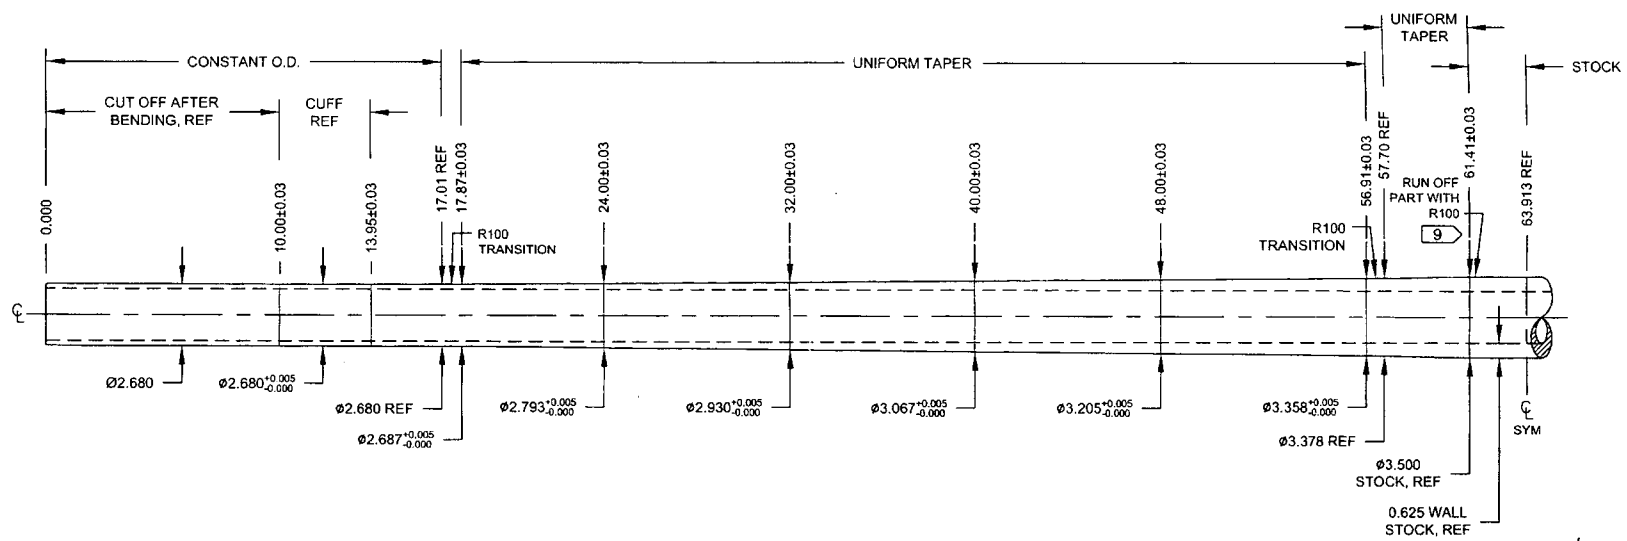 UNIFORM
TAPER
CONSTANT O.D.
UNIFORM TAPER
STOCK
CUT OFF AFTER
BENDING, REF
CUFF
REF
0.000
10.00±0.03
13.95±0.03
17.01 REF
17.87±0.03
24.00±0.03
32.00±0.03
40.00±0.03
48.00±0.03
56.91±0.03
57.70 REF
61.41±0.03
63.913 REF
RUN OFF
PART WITH
R100
9
R100
TRANSITION
R100
TRANSITION
℄
Ø2.680
Ø2.680+0.005 -0.000
Ø2.680 REF
Ø2.687+0.005 -0.000
Ø2.793+0.005 -0.000
Ø2.930+0.005 -0.000
Ø3.067+0.005 -0.000
Ø3.205+0.005 -0.000
Ø3.358+0.005 -0.000
Ø3.378 REF
Ø3.500
STOCK, REF
0.625 WALL
STOCK, REF
℄
SYM